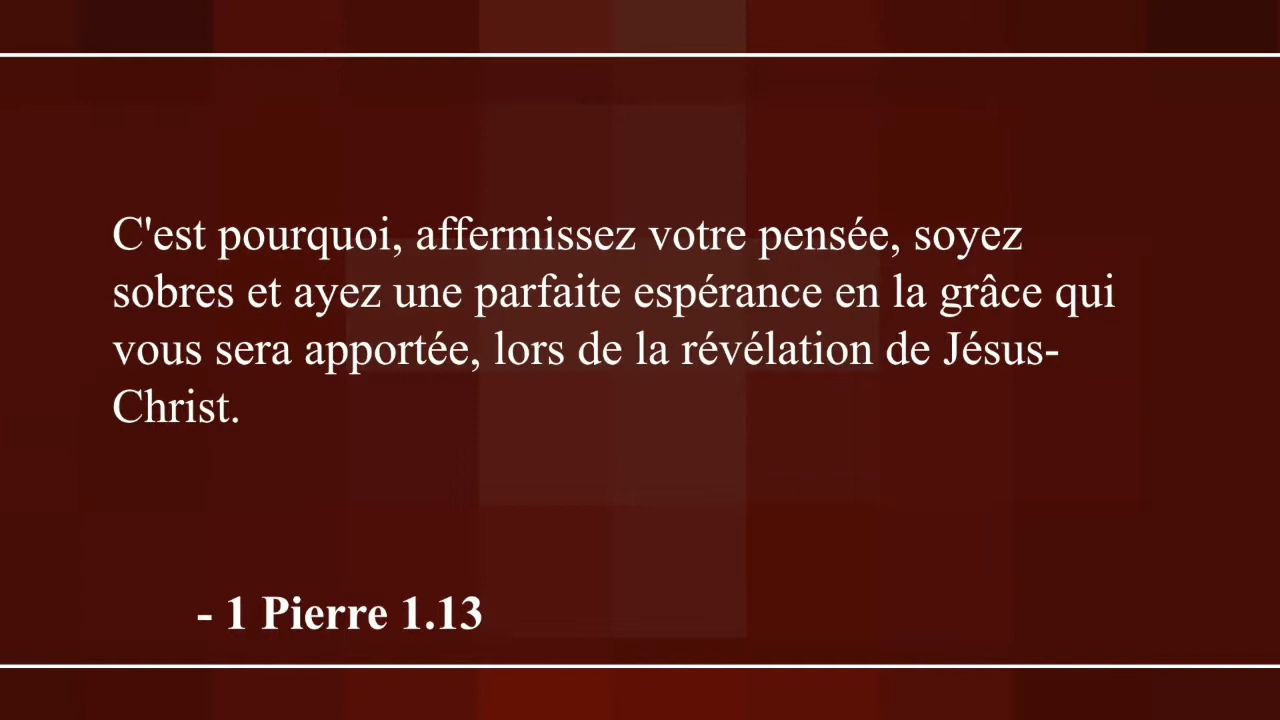 C'est pourquoi, affermissez votre pensée, soyez
sobres et ayez une parfaite espérance en la grâce qui
vous sera apportée, lors de la révélation de Jésus-
Christ.
- 1 Pierre 1.13